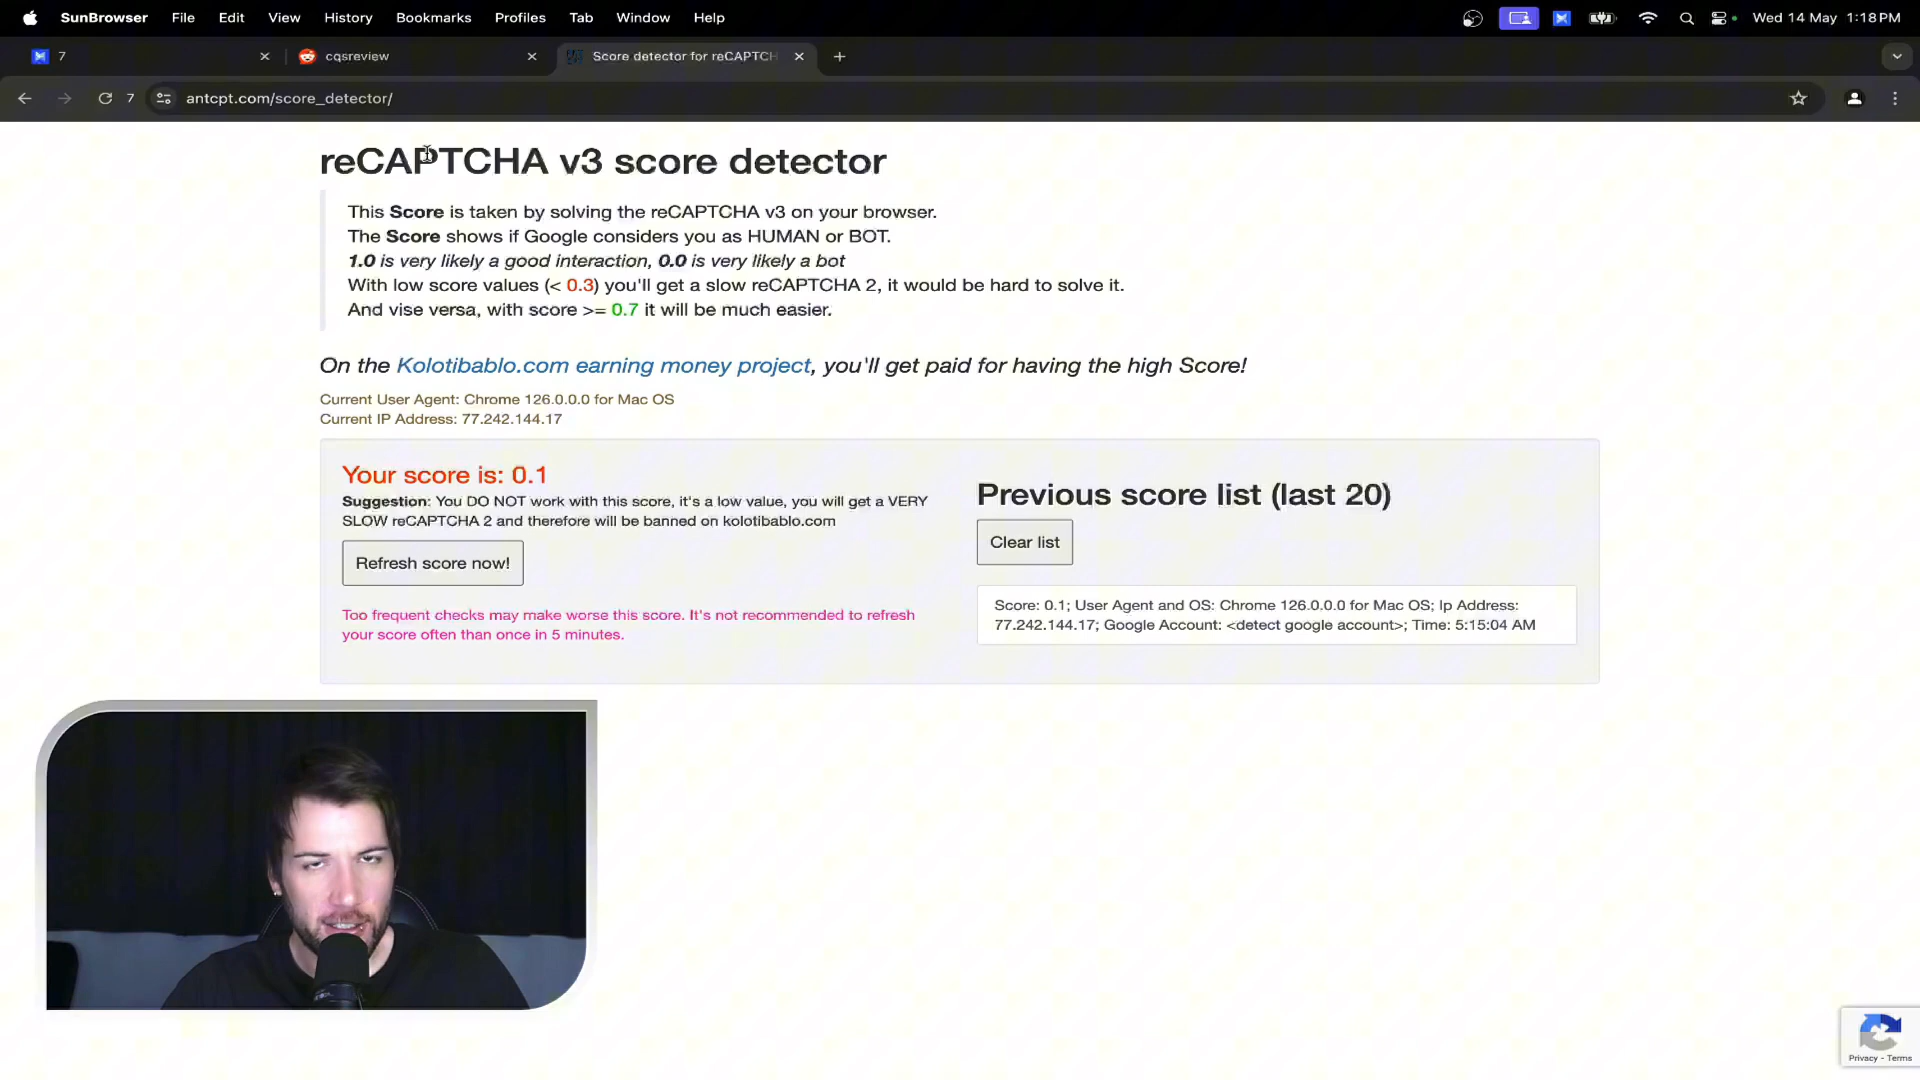 SunBrowser File Edit View History Bookmarks Profiles Tab Window Help Wed 14 May 1:18 PM
7 cqsreview Score detector for reCAPTCH
7 antcpt.com/score_detector/
reCAPTCHA v3 score detector
This Score is taken by solving the reCAPTCHA v3 on your browser.
The Score shows if Google considers you as HUMAN or BOT.
1.0 is very likely a good interaction, 0.0 is very likely a bot
With low score values (< 0.3) you'll get a slow reCAPTCHA 2, it would be hard to solve it.
And vise versa, with score >= 0.7 it will be much easier.
On the Kolotibablo.com earning money project, you'll get paid for having the high Score!
Current User Agent: Chrome 126.0.0.0 for Mac OS
Current IP Address: 77.242.144.17
Your score is: 0.1
Suggestion: You DO NOT work with this score, it's a low value, you will get a VERY
SLOW reCAPTCHA 2 and therefore will be banned on kolotibablo.com
Refresh score now!
Too frequent checks may make worse this score. It's not recommended to refresh
your score often than once in 5 minutes.
Previous score list (last 20)
Clear list
Score: 0.1; User Agent and OS: Chrome 126.0.0.0 for Mac OS; Ip Address:
77.242.144.17; Google Account: <detect google account>; Time: 5:15:04 AM
Privacy - Terms